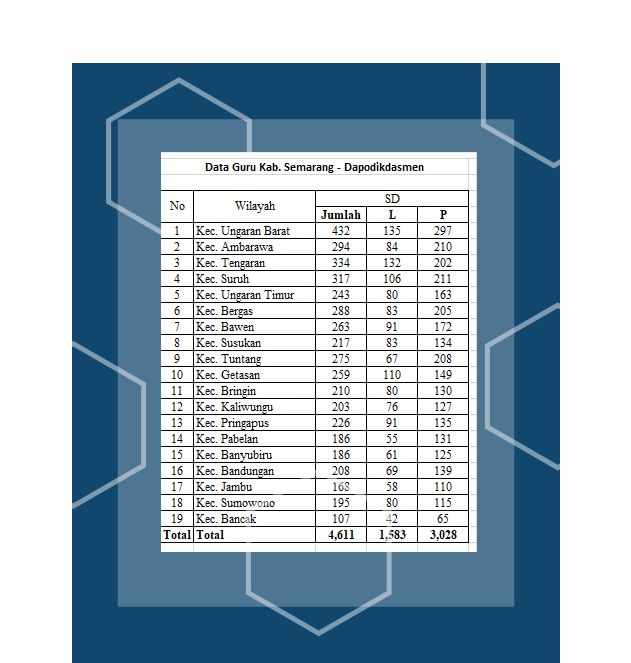 Data Guru Kab. Semarang - Dapodikdasmen
No Wilayah SD
Jumlah L P
1 Kec. Ungaran Barat 432 135 297
2 Kec. Ambarawa 294 84 210
3 Kec. Tengaran 334 132 202
4 Kec. Suruh 317 106 211
5 Kec. Ungaran Timur 243 80 163
6 Kec. Bergas 288 83 205
7 Kec. Bawen 263 91 172
8 Kec. Susukan 217 83 134
9 Kec. Tuntang 275 67 208
10 Kec. Getasan 259 110 149
11 Kec. Bringin 210 80 130
12 Kec. Kaliwungu 203 76 127
13 Kec. Pringapus 226 91 135
14 Kec. Pabelan 186 55 131
15 Kec. Banyubiru 186 61 125
16 Kec. Bandungan 208 69 139
17 Kec. Jambu 168 58 110
18 Kec. Sumowono 195 80 115
19 Kec. Bancak 107 42 65
Total Total 4,611 1,583 3,028